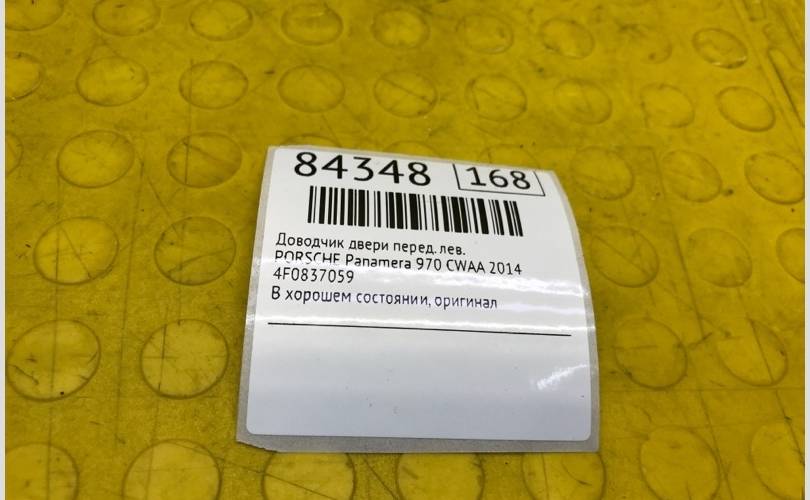 84348 168
Доводчик двери перед. лев.
PORSCHE Panamera 970 CWAA 2014
4F0837059
В хорошем состоянии, оригинал